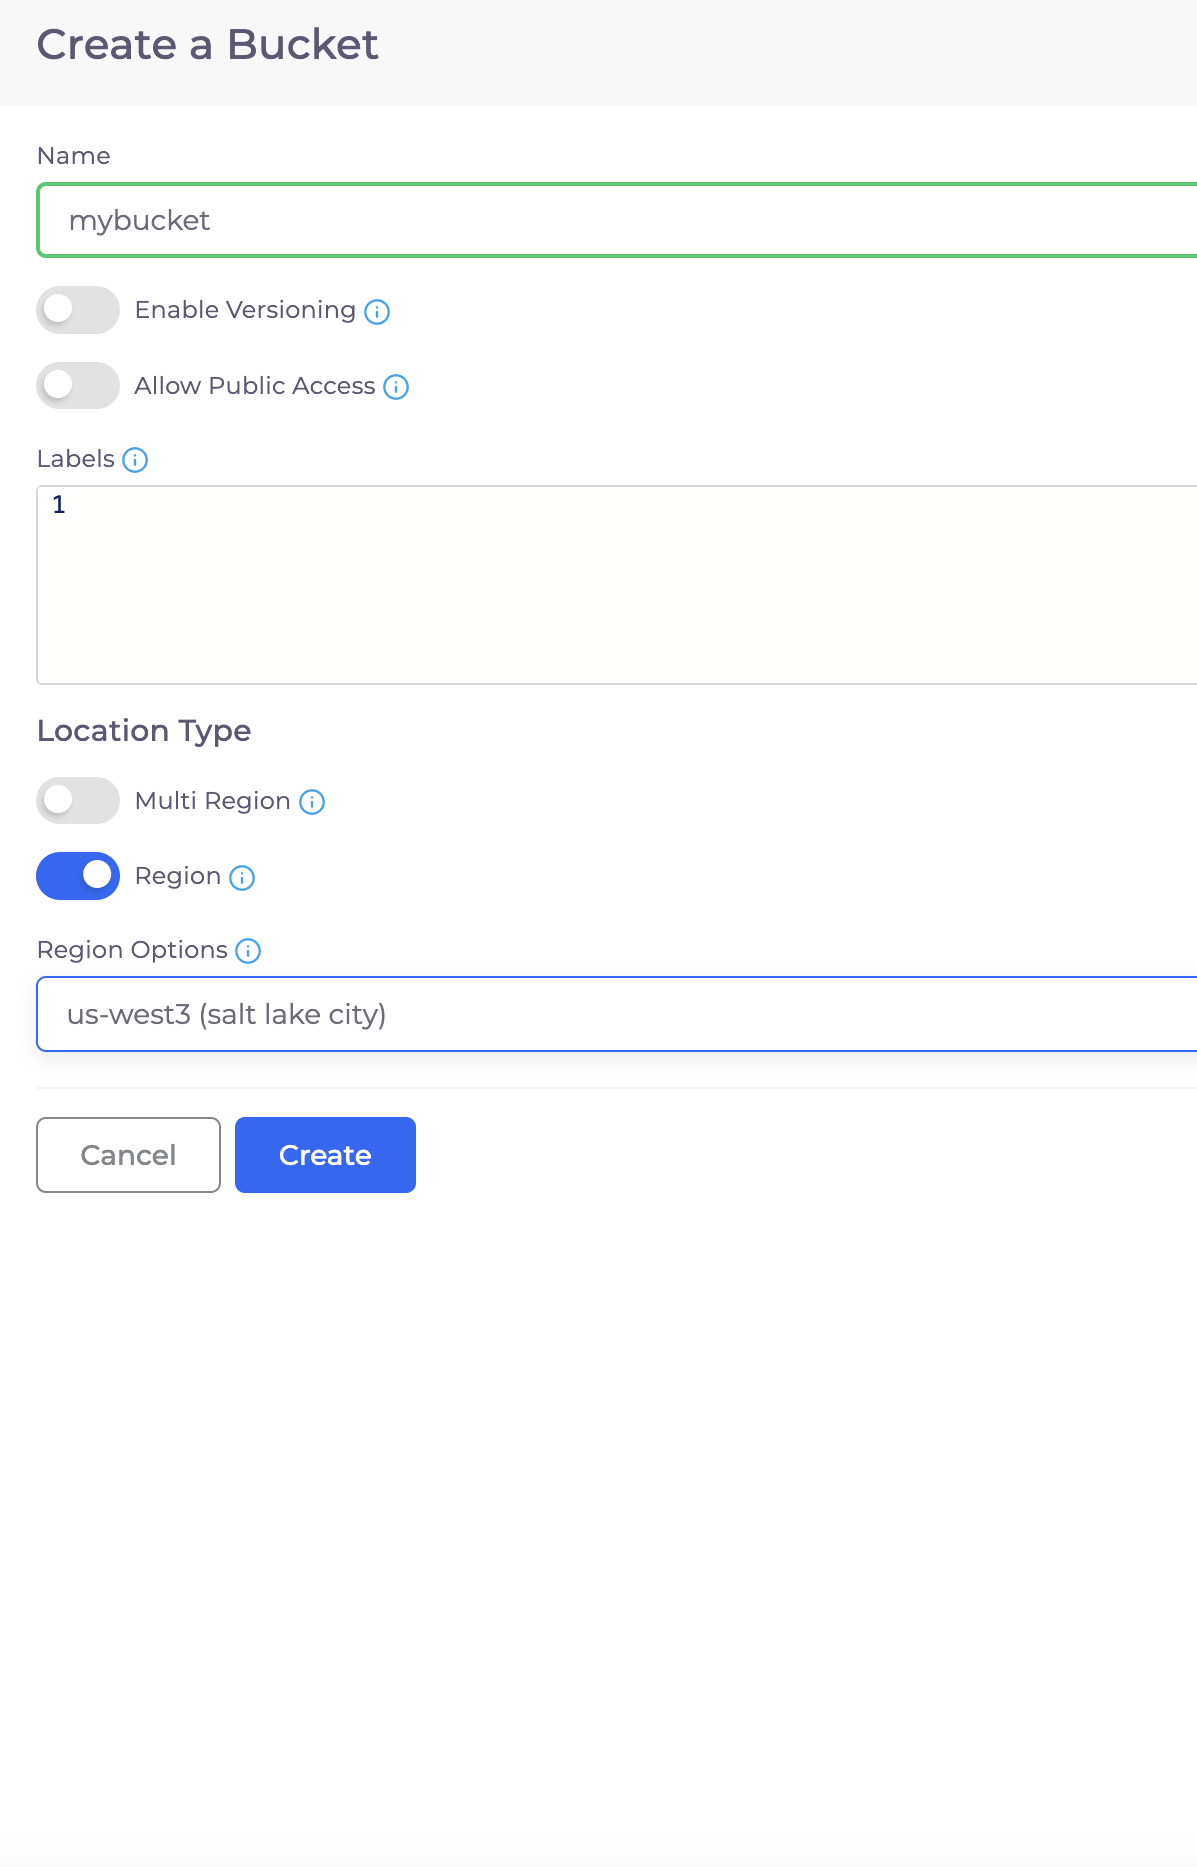 Create a Bucket
Name
mybucket
Enable Versioning
Allow Public Access
Labels
1
Location Type
Multi Region
Region
Region Options
us-west3 (salt lake city)
Cancel
Create